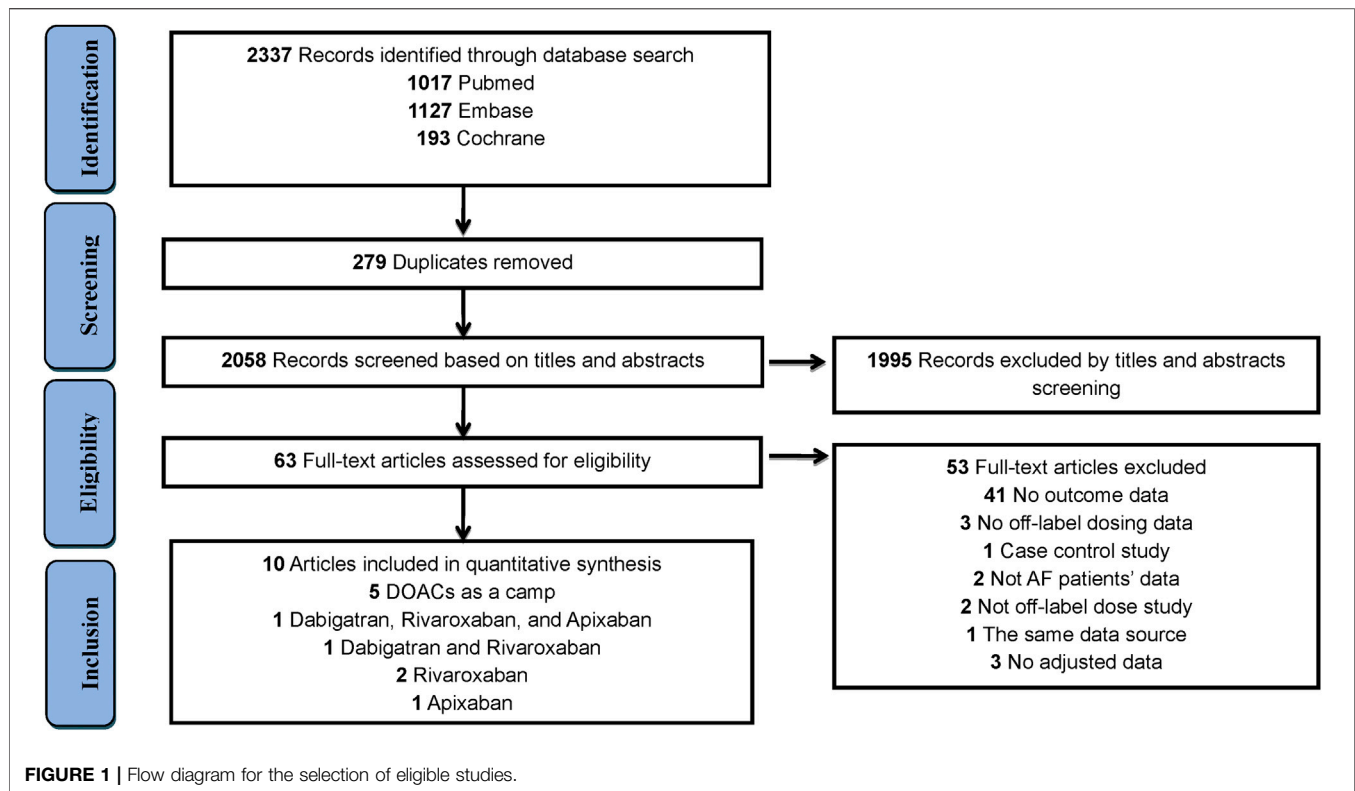 Identification
2337 Records identified through database search
1017 Pubmed
1127 Embase
193 Cochrane
Screening
279 Duplicates removed
2058 Records screened based on titles and abstracts
1995 Records excluded by titles and abstracts
screening
Eligibility
63 Full-text articles assessed for eligibility
53 Full-text articles excluded
41 No outcome data
3 No off-label dosing data
1 Case control study
2 Not AF patients' data
2 Not off-label dose study
1 The same data source
3 No adjusted data
Inclusion
10 Articles included in quantitative synthesis
5 DOACs as a camp
1 Dabigatran, Rivaroxaban, and Apixaban
1 Dabigatran and Rivaroxaban
2 Rivaroxaban
1 Apixaban
FIGURE 1 | Flow diagram for the selection of eligible studies.